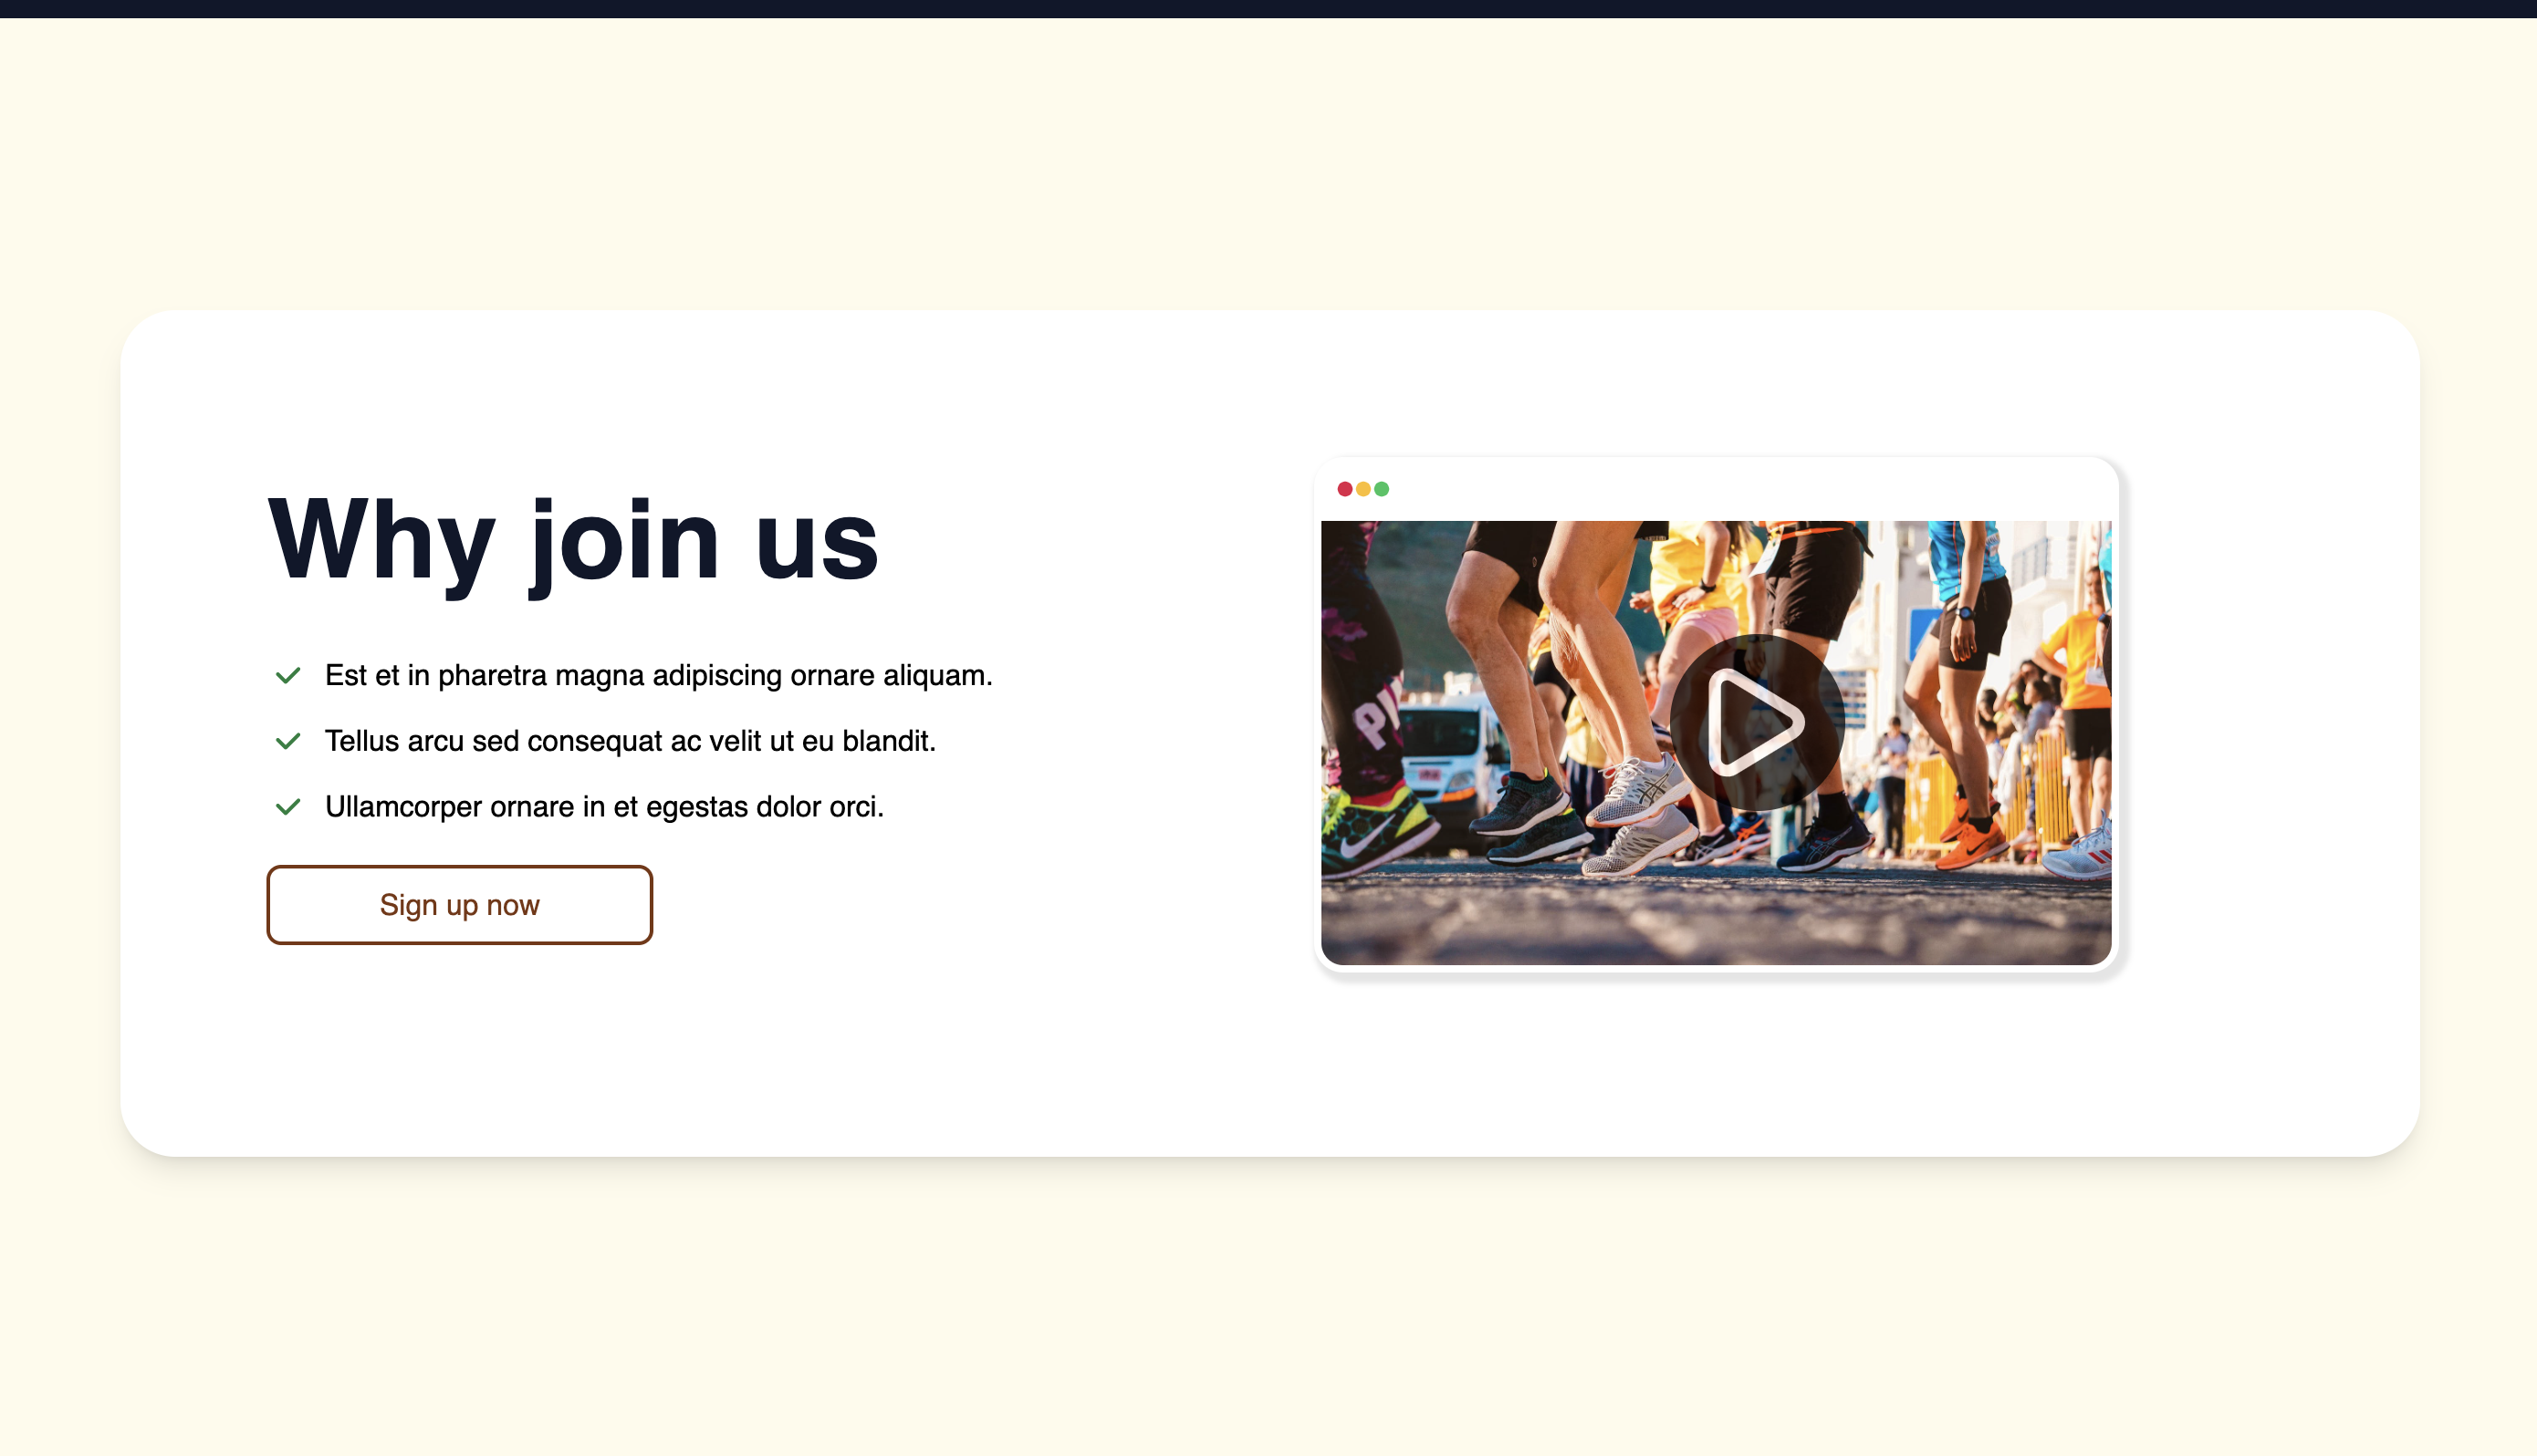 Why join us
Est et in pharetra magna adipiscing ornare aliquam.
Tellus arcu sed consequat ac velit ut eu blandit.
Ullamcorper ornare in et egestas dolor orci.
Sign up now